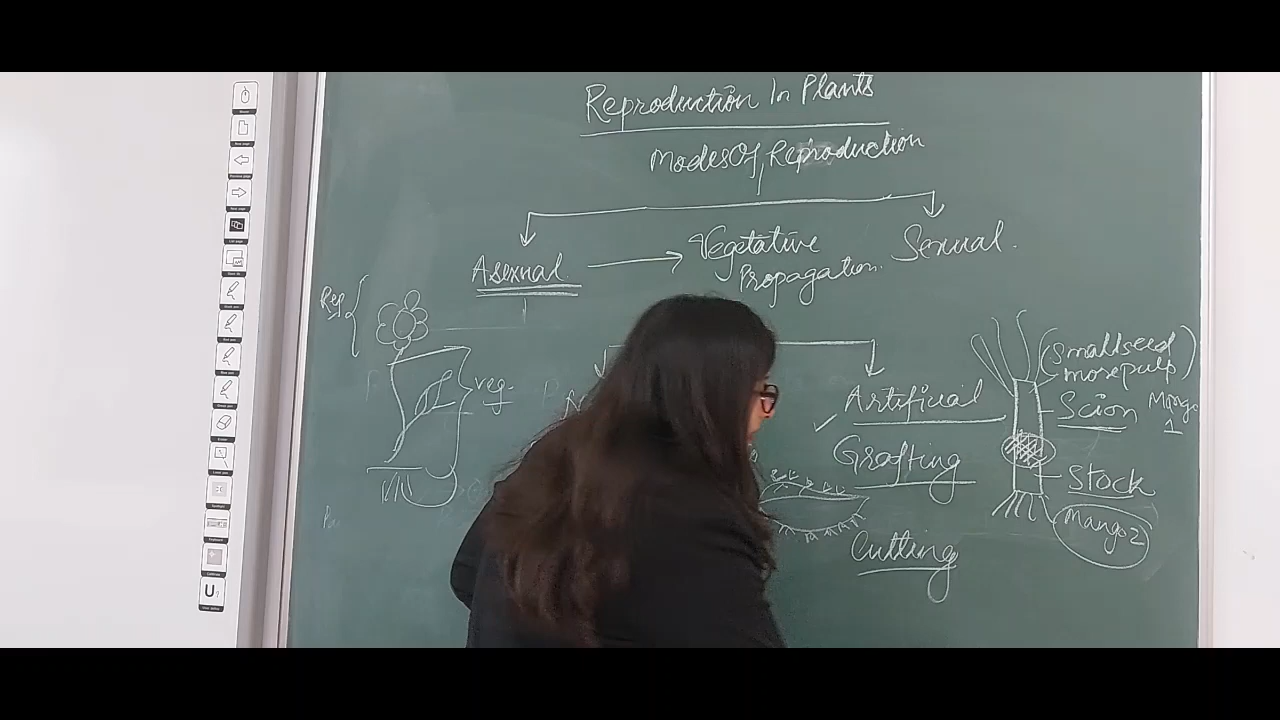 Reproduction In Plants
Modes Of Reproduction
Asexual
Vegetative
Propagation.
Sexual.
Rep
veg.
(small seed
more pulp)
Artificial
Scion
Mango
1
Grafting
Stock
Mango 2
Cutting